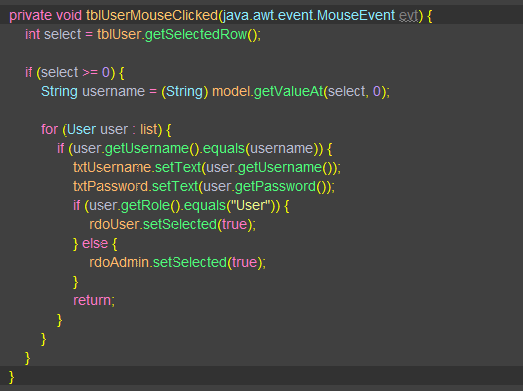 private void tblUserMouseClicked(java.awt.event.MouseEvent evt) {
    int select = tblUser.getSelectedRow();

    if (select >= 0) {
        String username = (String) model.getValueAt(select, 0);

        for (User user : list) {
            if (user.getUsername().equals(username)) {
                txtUsername.setText(user.getUsername());
                txtPassword.setText(user.getPassword());
                if (user.getRole().equals("User")) {
                    rdoUser.setSelected(true);
                } else {
                    rdoAdmin.setSelected(true);
                }
                return;
            }
        }
    }
}